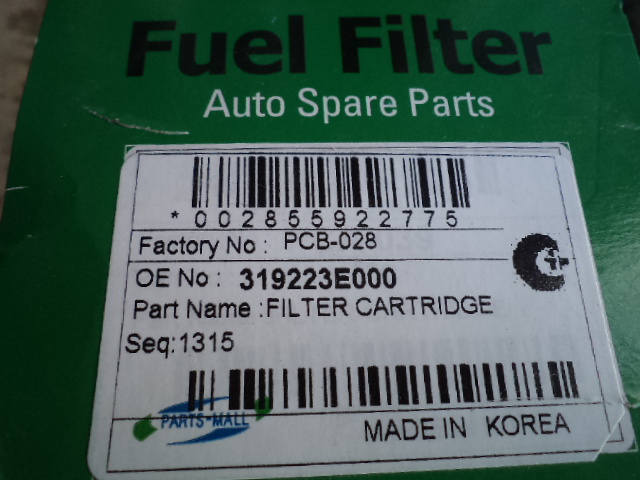 Fuel Filter
Auto Spare Parts
*002855922775
Factory No : PCB-028
OE No : 319223E000
Part Name :FILTER CARTRIDGE
Seq:1315
PARTS-MALL
MADE IN KOREA